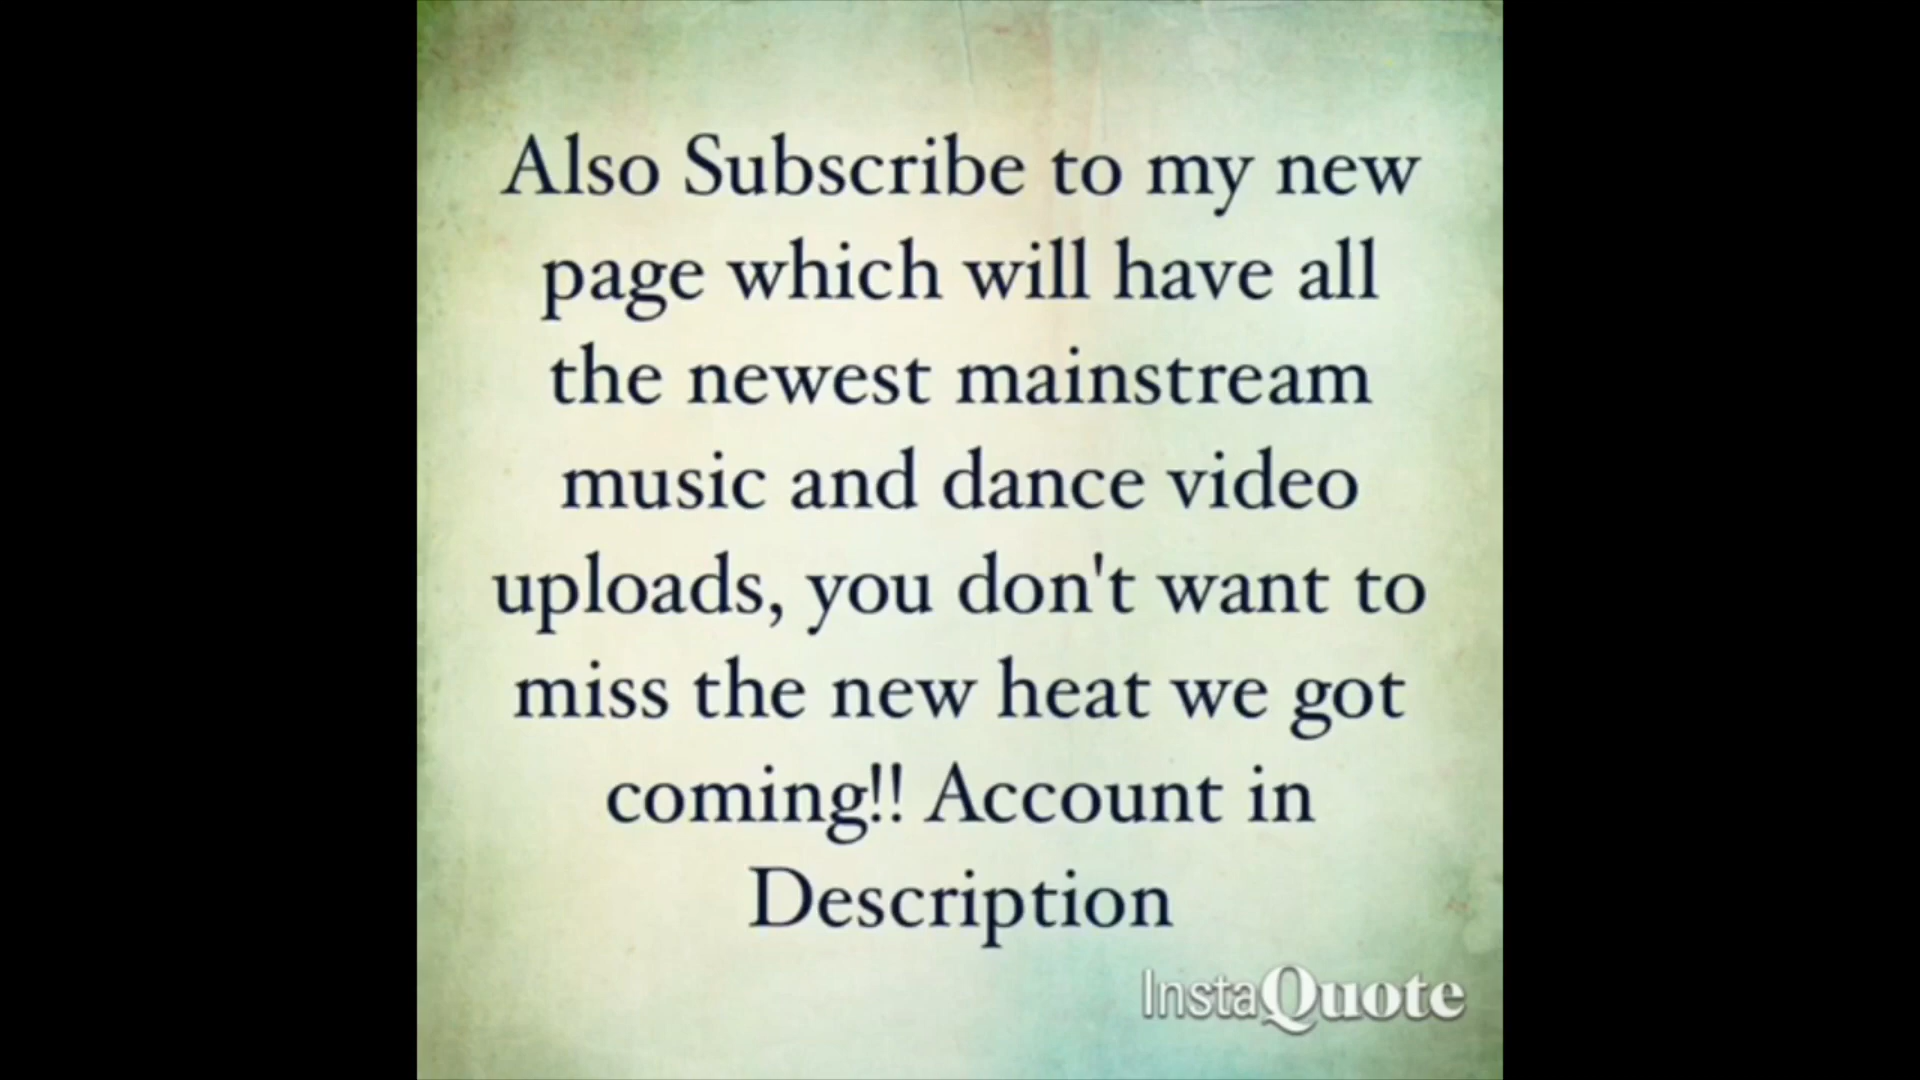 Also Subscribe to my new
page which will have all
the newest mainstream
music and dance video
uploads, you don't want to
miss the new heat we got
coming!! Account in
Description
InstaQuote